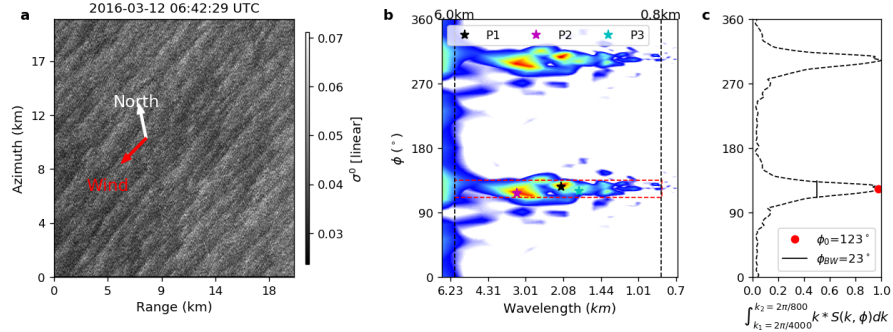 2016-03-12 06:42:29 UTC
a
North
Wind
Azimuth (km)
20
16
12
8
4
0
0 6 12 18
Range (km)
0.07
0.06
0.05
0.04
0.03
σ⁰ [linear]
b
6.0km 0.8km
P1 P2 P3
ϕ(°)
360
270
180
90
0
6.23 4.31 3.01 2.08 1.44 1.01 0.7
Wavelength (km)
c
360
270
180
90
0
ϕ₀=123°
ϕ_BW=23°
0.0 0.2 0.4 0.6 0.8 1.0
∫_{k₁ = 2π/4000}^{k₂ = 2π/800} k * S(k, ϕ)dk